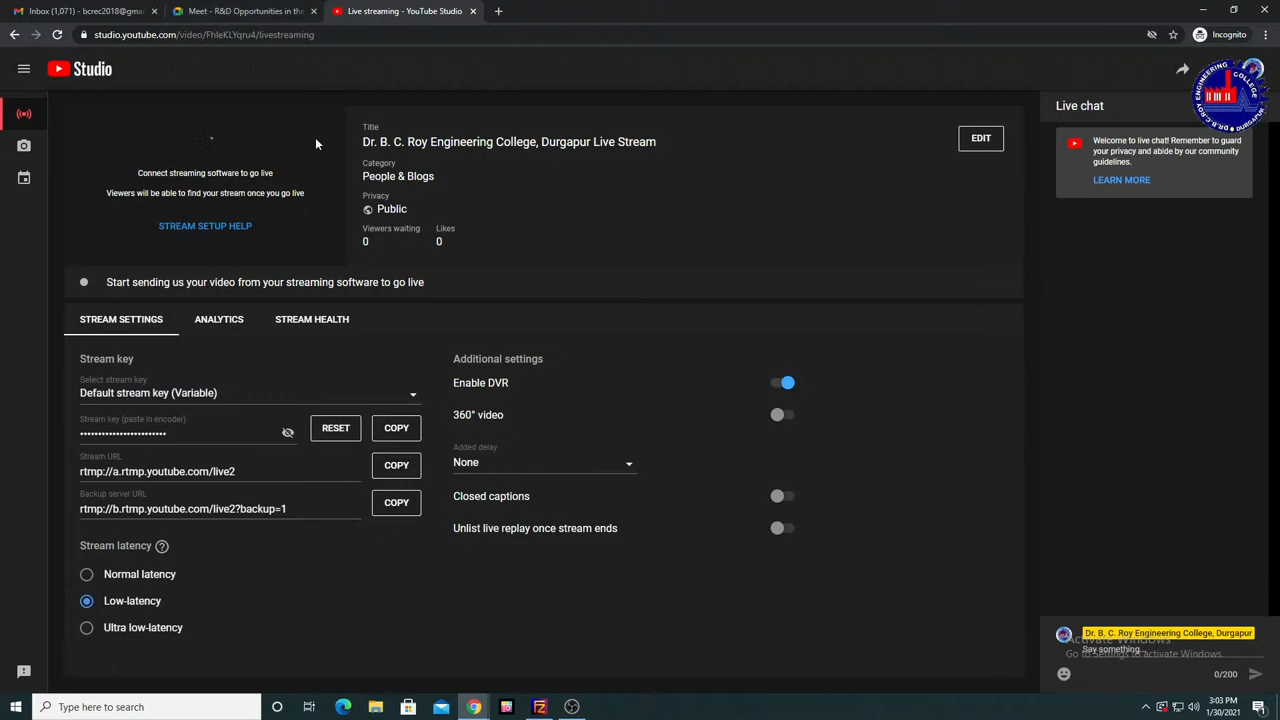 Inbox (1,071) - bcrec2018@gma
Meet - R&D Opportunities in the
Live streaming - YouTube Studio
studio.youtube.com/video/FhleKLYqru4/livestreaming
Incognito
Studio
Connect streaming software to go live
Viewers will be able to find your stream once you go live
STREAM SETUP HELP
Title
Dr. B. C. Roy Engineering College, Durgapur Live Stream
EDIT
Category
People & Blogs
Privacy
Public
Viewers waiting
Likes
0
0
Start sending us your video from your streaming software to go live
STREAM SETTINGS
ANALYTICS
STREAM HEALTH
Stream key
Select stream key
Default stream key (Variable)
Stream key (paste in encoder)
••••••••••••••••••••••••
RESET
COPY
Stream URL
rtmp://a.rtmp.youtube.com/live2
COPY
Backup server URL
rtmp://b.rtmp.youtube.com/live2?backup=1
COPY
Stream latency
Normal latency
Low-latency
Ultra low-latency
Additional settings
Enable DVR
360° video
Added delay
None
Closed captions
Unlist live replay once stream ends
Live chat
Welcome to live chat! Remember to guard
your privacy and abide by our community
guidelines.
LEARN MORE
Dr. B. C. Roy Engineering College, Durgapur
Say something...
Activate Windows
Go to Settings to activate Windows.
0/200
Type here to search
3:03 PM
1/30/2021